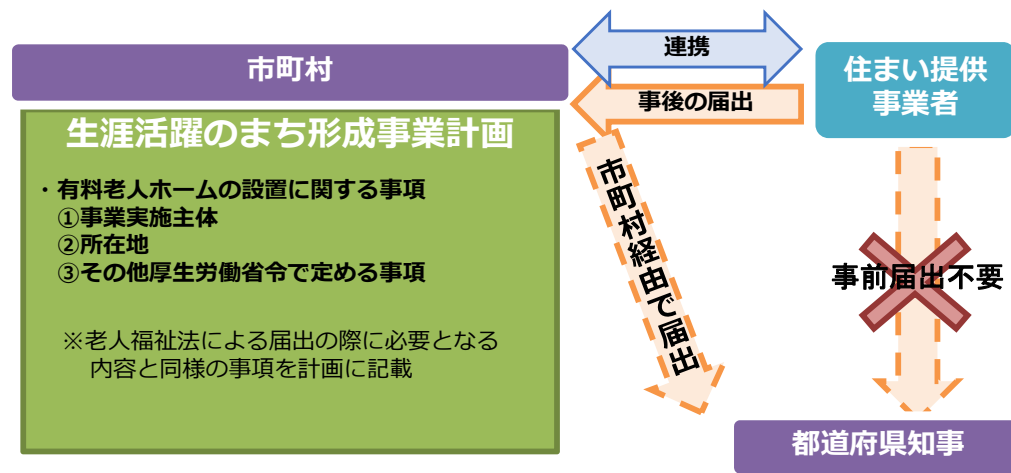 連携
市町村
住まい提供
事業者
事後の届出
生涯活躍のまち形成事業計画
・有料老人ホームの設置に関する事項
①事業実施主体
②所在地
③その他厚生労働省令で定める事項
※老人福祉法による届出の際に必要となる
内容と同様の事項を計画に記載
市町村経由で届出
事前届出不要
都道府県知事